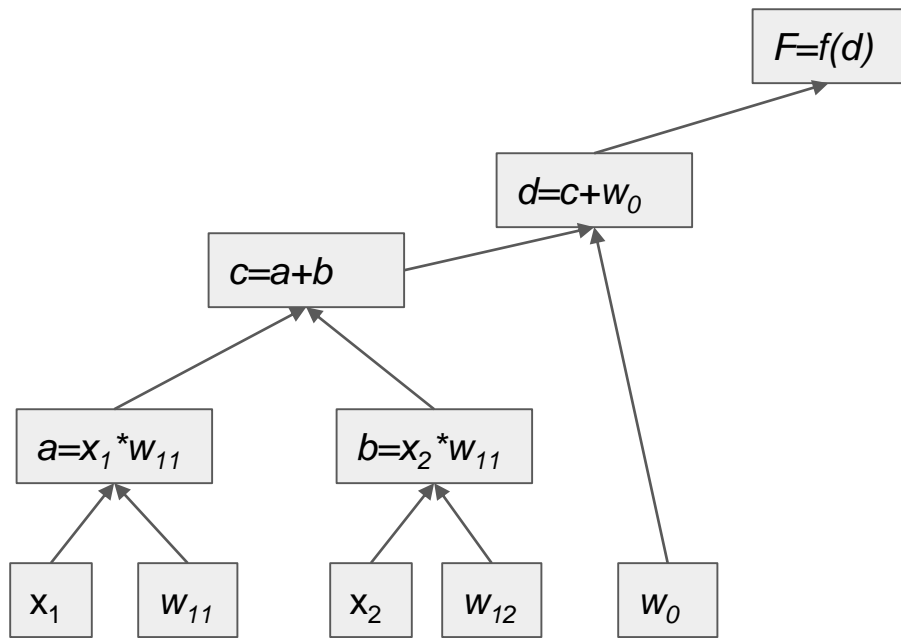 F=f(d)
d=c+w₀
c=a+b
a=x₁*w₁₁
b=x₂*w₁₁
x₁
w₁₁
x₂
w₁₂
w₀